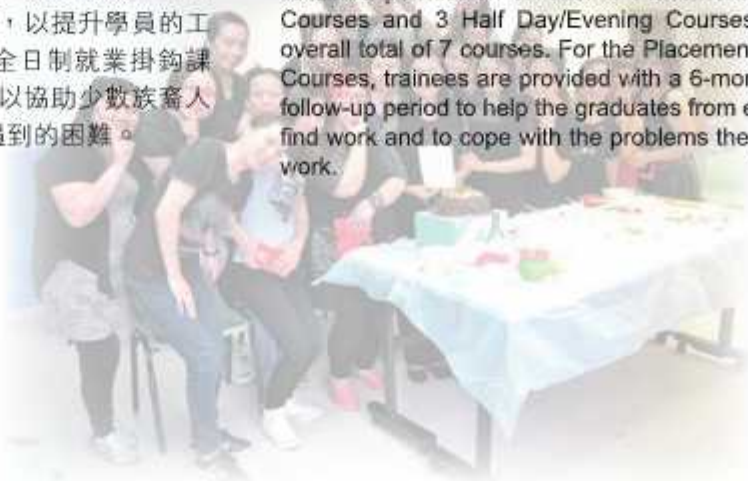 ，以提升學員的工
全日制就業掛鈎課
以協助少數族裔人
遇到的困難。
Courses and 3 Half Day/Evening Courses
overall total of 7 courses. For the Placemen
Courses, trainees are provided with a 6-mon
follow-up period to help the graduates from
find work and to cope with the problems the
work.